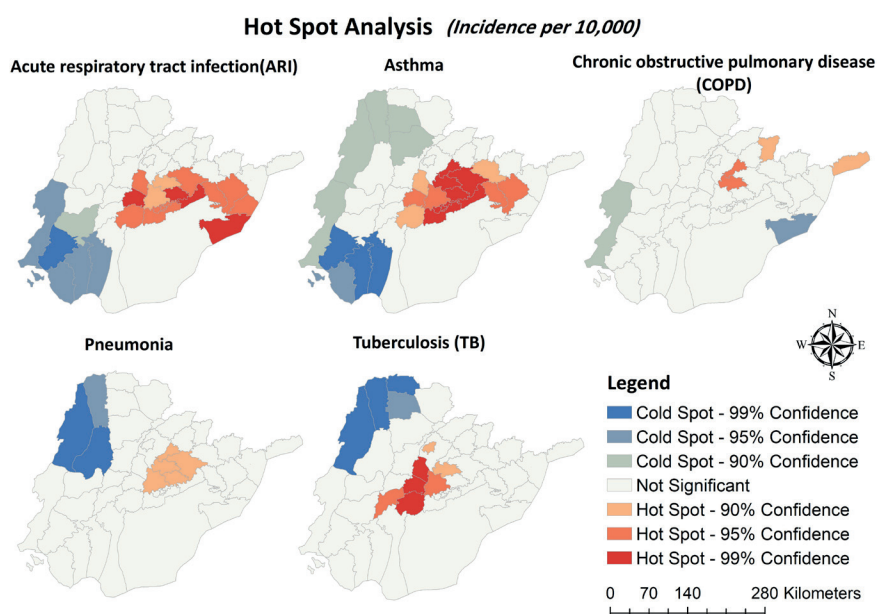 Hot Spot Analysis (Incidence per 10,000)
Acute respiratory tract infection(ARI)
Asthma
Chronic obstructive pulmonary disease
(COPD)
Pneumonia
Tuberculosis (TB)
N
W E
S
Legend
Cold Spot - 99% Confidence
Cold Spot - 95% Confidence
Cold Spot - 90% Confidence
Not Significant
Hot Spot - 90% Confidence
Hot Spot - 95% Confidence
Hot Spot - 99% Confidence
0 70 140 280 Kilometers